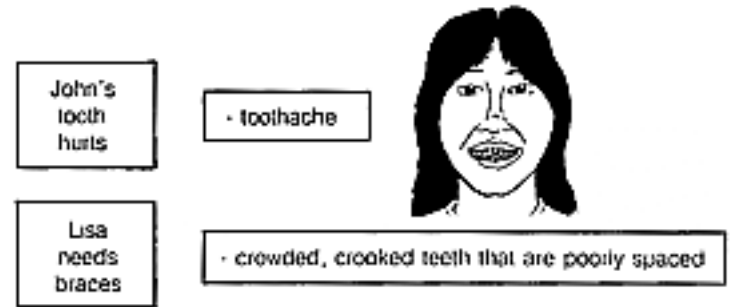 John's
tooth
hurts
- toothache
Lisa
needs
braces
- crowded, crooked teeth that are poorly spaced